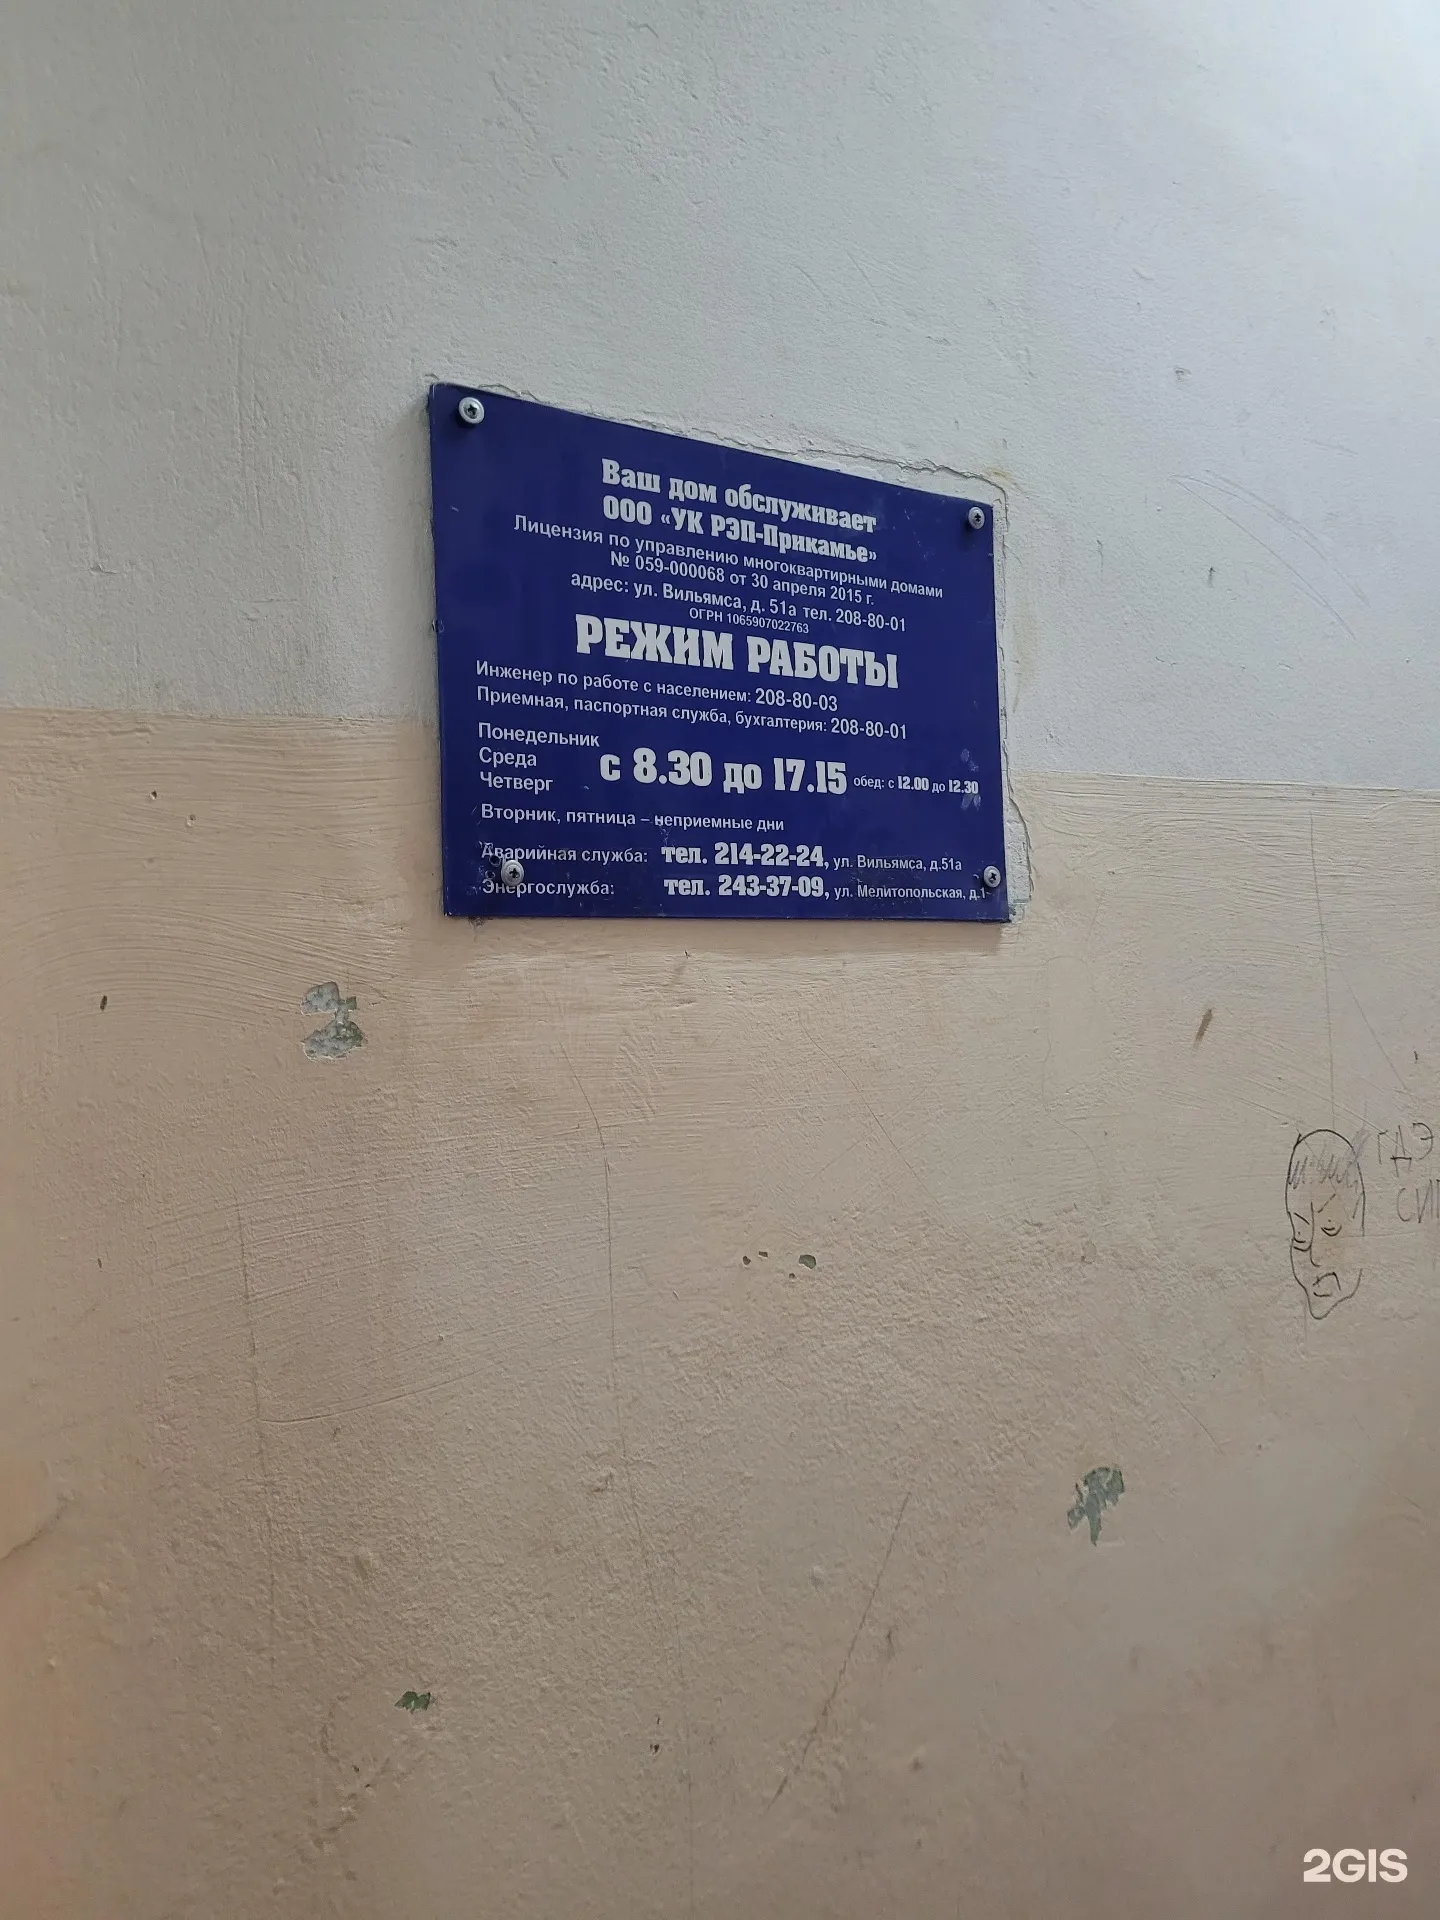 Ваш дом обслуживает
ООО «УК РЭП-Прикамье»
Лицензия по управлению многоквартирными домами
№ 059-000068 от 30 апреля 2015 г.
адрес: ул. Вильямса, д. 51а тел. 208-80-01
ОГРН 1065907022763
РЕЖИМ РАБОТЫ
Инженер по работе с населением: 208-80-03
Приемная, паспортная служба, бухгалтерия: 208-80-01
Понедельник
Среда
Четверг
с 8.30 до 17.15 обед: с 12.00 до 12.30
Вторник, пятница – неприемные дни
Аварийная служба: тел. 214-22-24, ул. Вильямса, д.51а
Энергослужба: тел. 243-37-09, ул. Мелитопольская, д.1
2GIS